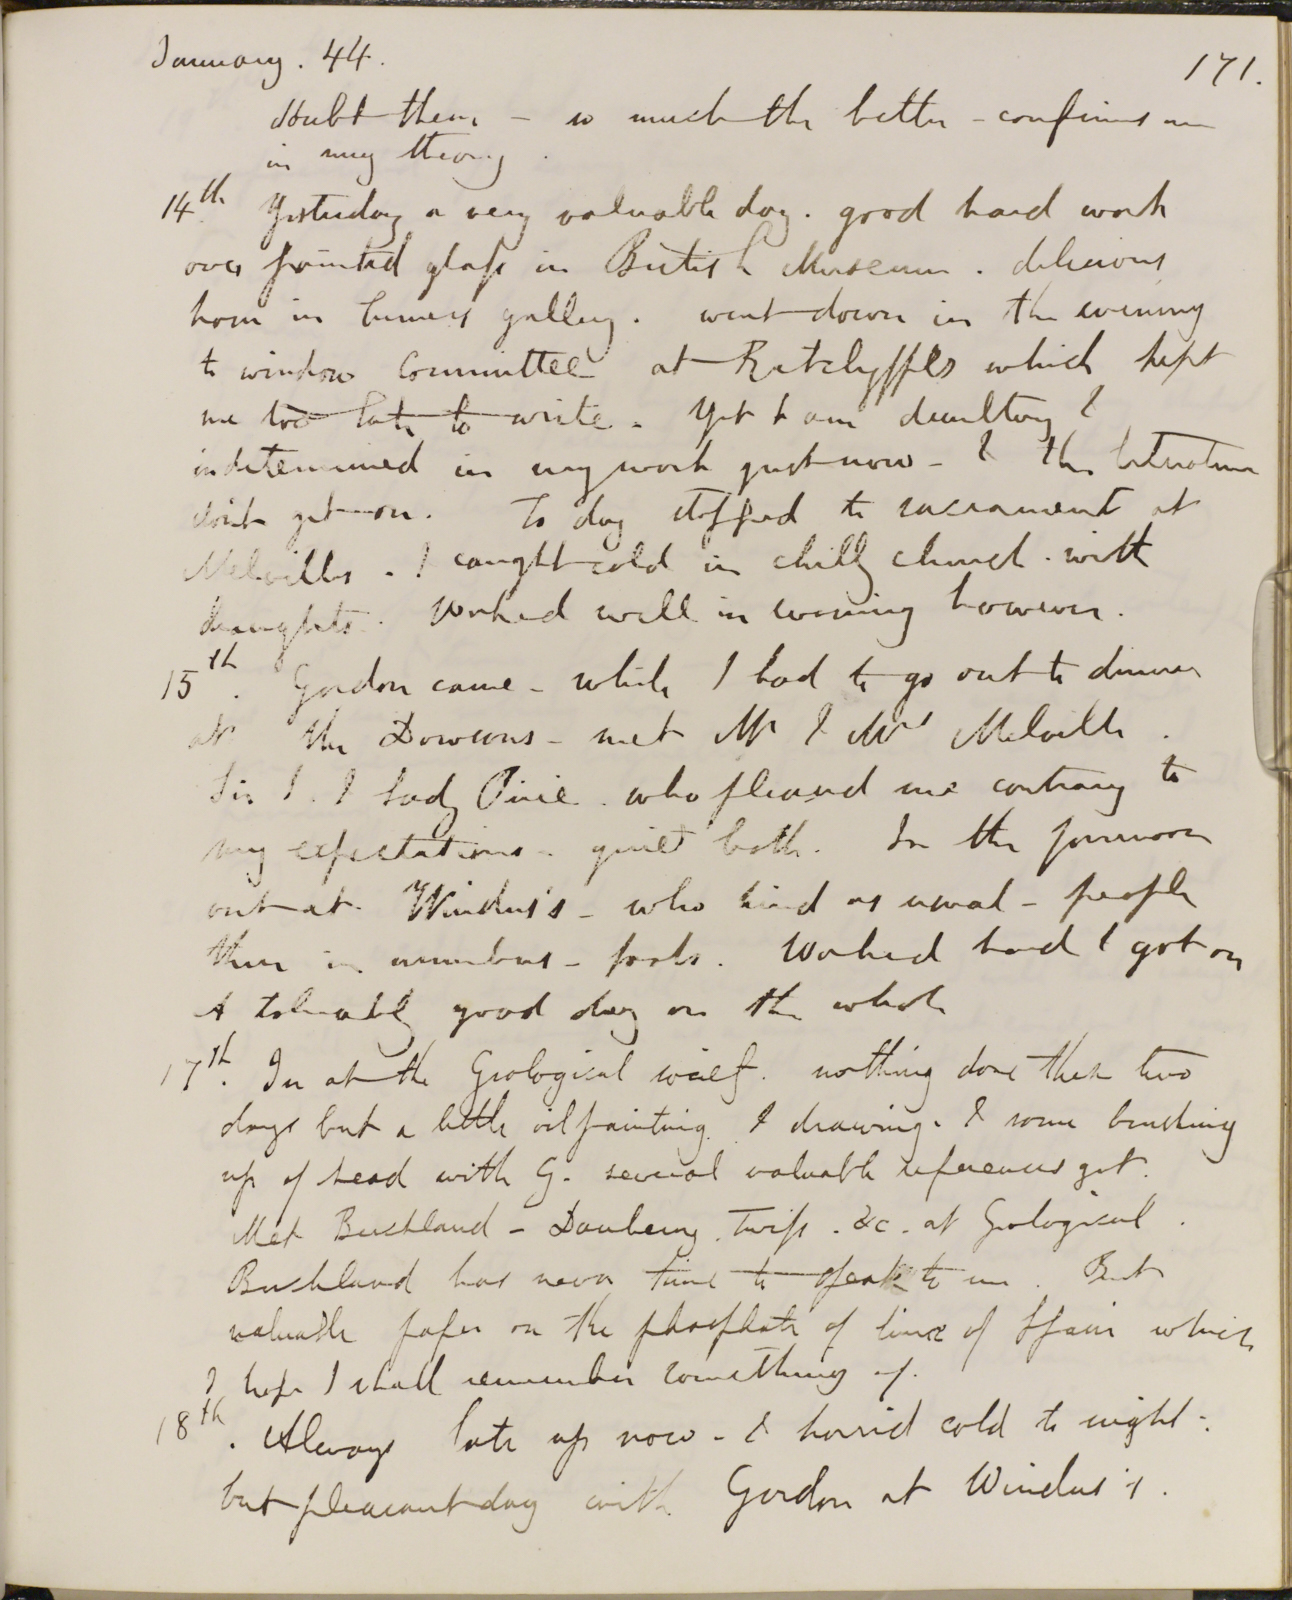 January. 44.
171.
doubt them - so much the better - confirms me
in my theory.
14th. Yesterday a very valuable day. good hard work
over painted glass in British Museum. delicious
hour in Turners gallery. went down in the evening
to window Committee at Ratclyffes which kept
me too late to write. Yet I am desultory &
indetermined in my work just now - & the literature
don't get on. To day stopped to sacrament at
Melvilles - & caught cold in chilly church. with
draughts. Worked well in evening however.
15th. Gordon came - while I had to go out to dinner
at the Dowsons - met Mr & Mrs Melville.
Sir J. & Lady Pirie. who pleased me contrary to
my expectations - quiet both. In the forenoon
out at Windus's - who kind as usual - people
there in numbers - fools. Worked hard & got on
A tolerably good day on the whole
17th. In at the Geological society. nothing done these two
days but a little oil painting. & drawing. & some brushing
up of head with G. several valuable references got.
Met Buckland - Daubeny. Twiss. &c. at Geological.
Buckland has never time to speak to me. But
valuable paper on the phosphate of lime of Spain which
I hope I shall remember something of.
18th. Always late up now - & horrid cold to night -
but pleasant day with Gordon at Windus's.